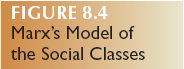 FIGURE 8.4
Marx's Model of
the Social Classes